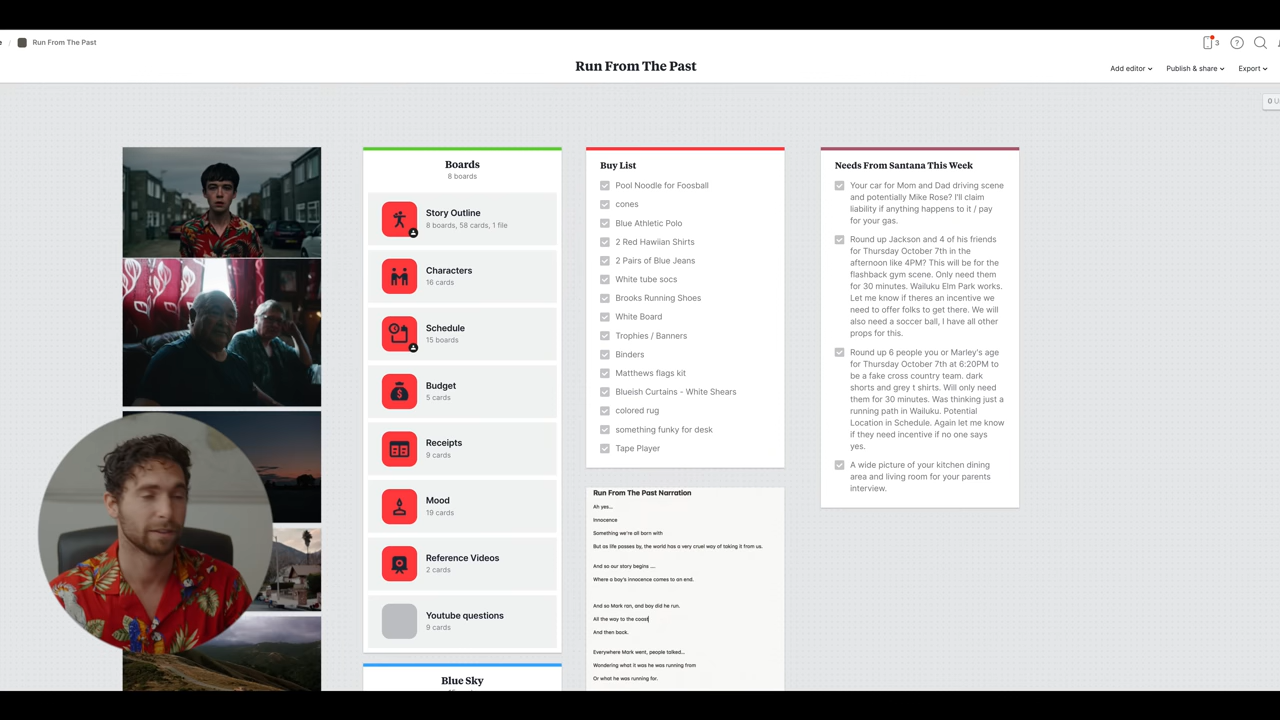 Run From The Past
3
Run From The Past
Add editor
Publish & share
Export
0
Boards
8 boards
Story Outline
8 boards, 58 cards, 1 file
Characters
16 cards
Schedule
15 boards
Budget
5 cards
Receipts
9 cards
Mood
19 cards
Reference Videos
2 cards
Youtube questions
9 cards
Blue Sky
Buy List
Pool Noodle for Foosball
cones
Blue Athletic Polo
2 Red Hawiian Shirts
2 Pairs of Blue Jeans
White tube socs
Brooks Running Shoes
White Board
Trophies / Banners
Binders
Matthews flags kit
Blueish Curtains - White Shears
colored rug
something funky for desk
Tape Player
Run From The Past Narration
Ah yes...
Innocence
Something we're all born with
But as life passes by, the world has a very cruel way of taking it from us.
And so our story begins ....
Where a boy's innocence comes to an end.
And so Mark ran, and boy did he run.
All the way to the coast
And then back.
Everywhere Mark went, people talked...
Wondering what it was he was running from
Or what he was running for.
Needs From Santana This Week
Your car for Mom and Dad driving scene
and potentially Mike Rose? I'll claim
liability if anything happens to it / pay
for your gas.
Round up Jackson and 4 of his friends
for Thursday October 7th in the
afternoon like 4PM? This will be for the
flashback gym scene. Only need them
for 30 minutes. Wailuku Elm Park works.
Let me know if theres an incentive we
need to offer folks to get there. We will
also need a soccer ball, I have all other
props for this.
Round up 6 people you or Marley's age
for Thursday October 7th at 6:20PM to
be a fake cross country team. dark
shorts and grey t shirts. Will only need
them for 30 minutes. Was thinking just a
running path in Wailuku. Potential
Location in Schedule. Again let me know
if they need incentive if no one says
yes.
A wide picture of your kitchen dining
area and living room for your parents
interview.